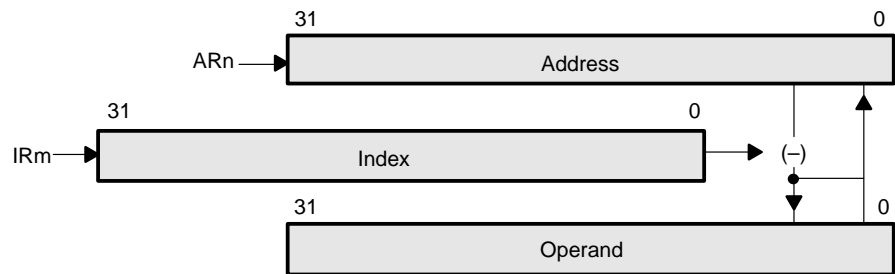 31 0
ARn Address
31 0
IRm Index (–)
31 0
Operand